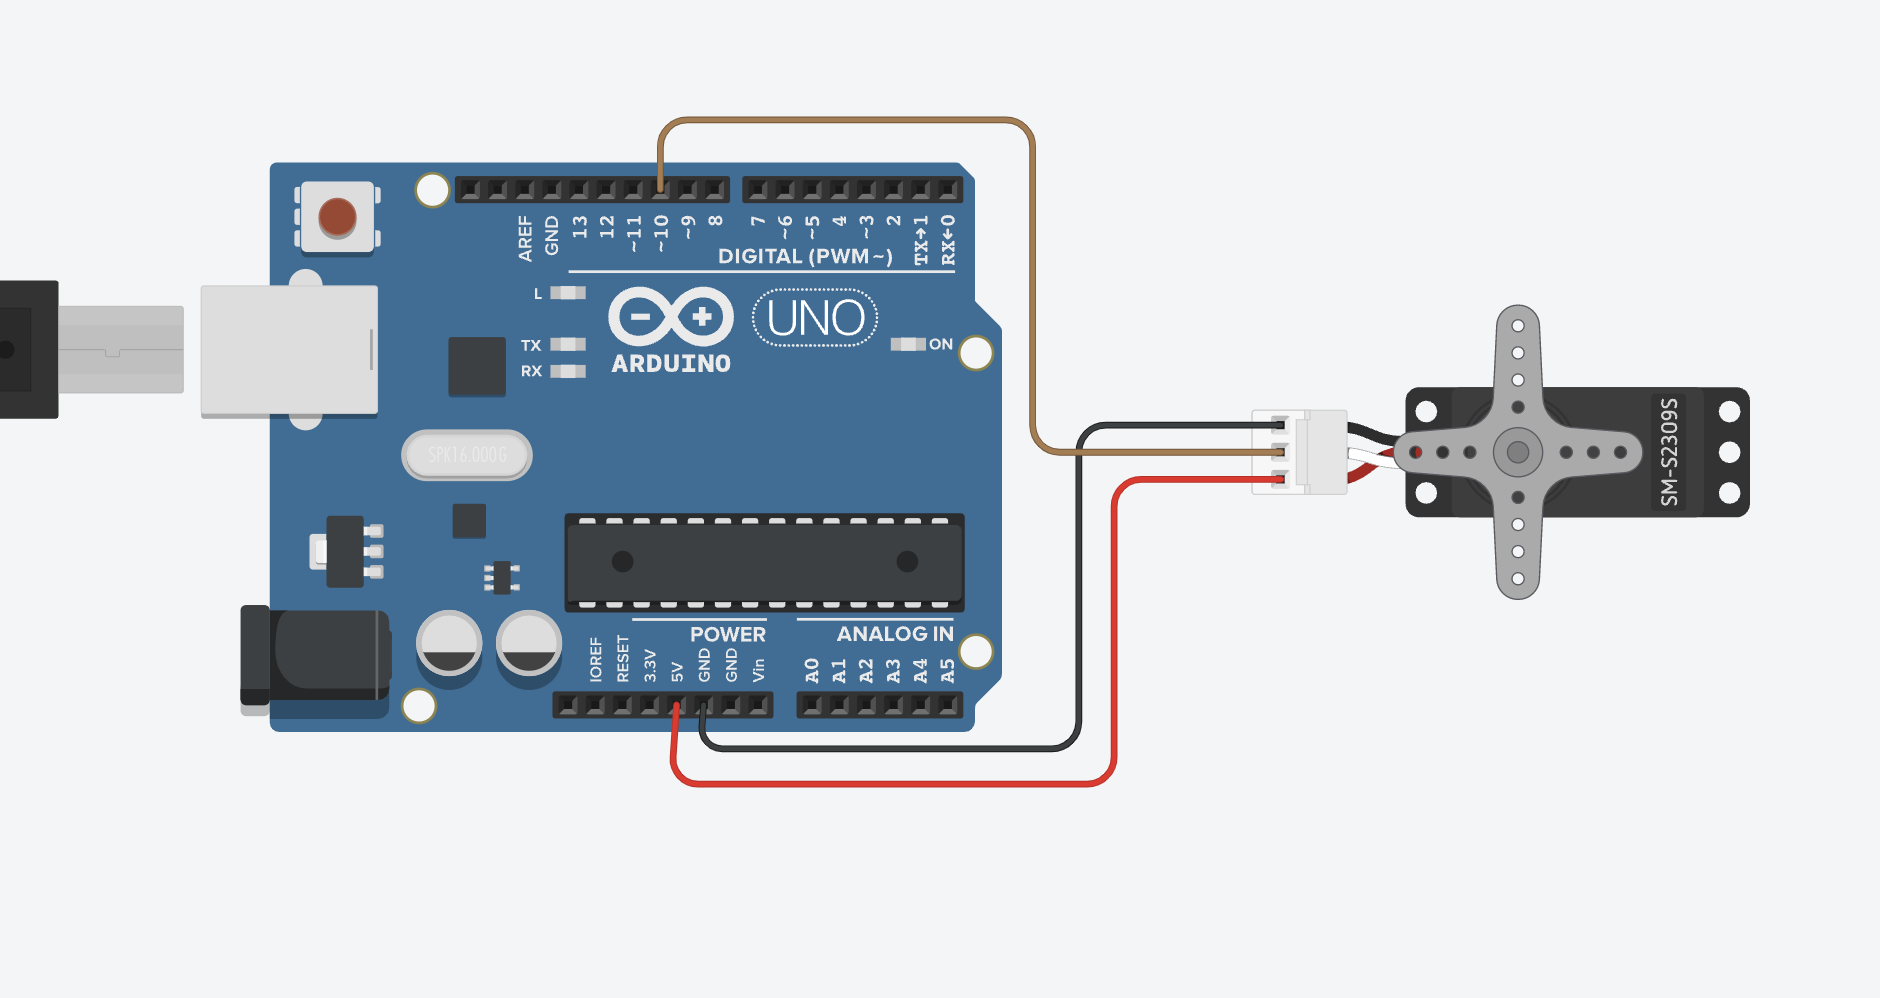 AREF
GND
13
12
~11
~10
~9
8
7
~6
~5
4
~3
2
TX→1
RX←0
DIGITAL (PWM~)
L
TX
RX
ARDUINO
UNO
ON
SPK16.000G
SM-S2309S
POWER
ANALOG IN
IOREF
RESET
3.3V
5V
GND
GND
Vin
A0
A1
A2
A3
A4
A5